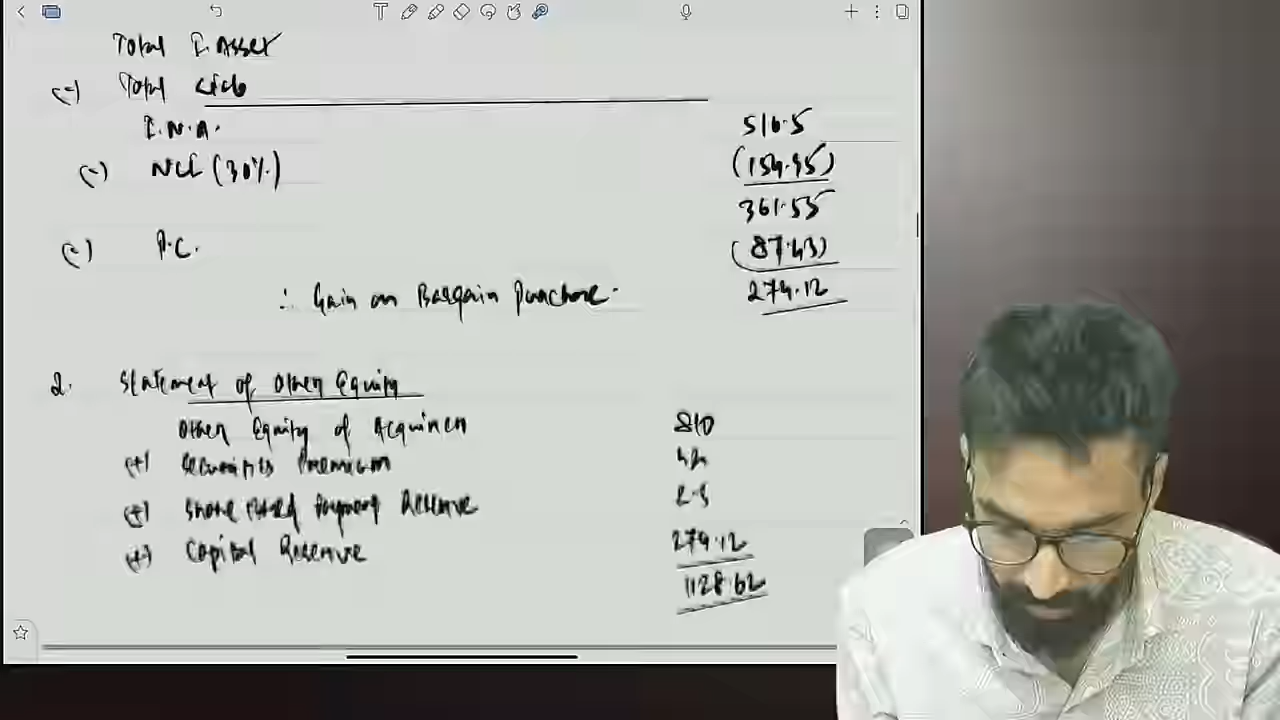 Total I. Asset
(-) Total Liab
I.N.A. 516.5
(-) NCI (30%) (154.95)
361.55
(-) P.C. (87.43)
274.12
∴ Gain on Bargain Purchase.
2. Statement of Other Equity
Other Equity of Acquirer 810
(+) Securities Premium 42
(+) Share Based Payment Reserve 2.5
(+) Capital Reserve 274.12
1128.62